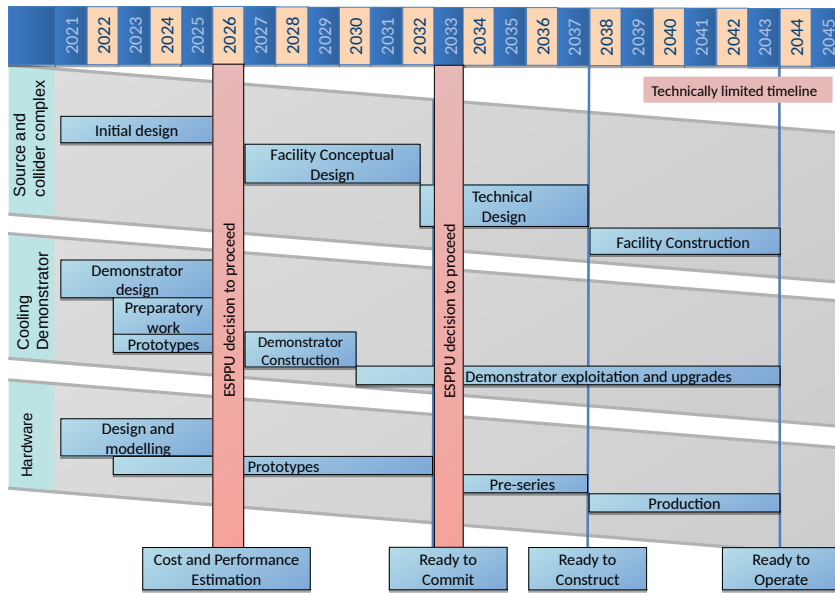 2021 2022 2023 2024 2025 2026 2027 2028 2029 2030 2031 2032 2033 2034 2035 2036 2037 2038 2039 2040 2041 2042 2043 2044 2045
Technically limited timeline
Source and
collider complex
Initial design
Facility Conceptual
Design
Technical
Design
Facility Construction
ESPPU decision to proceed
ESPPU decision to proceed
Cooling
Demonstrator
Demonstrator
design
Preparatory
work
Prototypes
Demonstrator
Construction
Demonstrator exploitation and upgrades
Hardware
Design and
modelling
Prototypes
Pre-series
Production
Cost and Performance
Estimation
Ready to
Commit
Ready to
Construct
Ready to
Operate